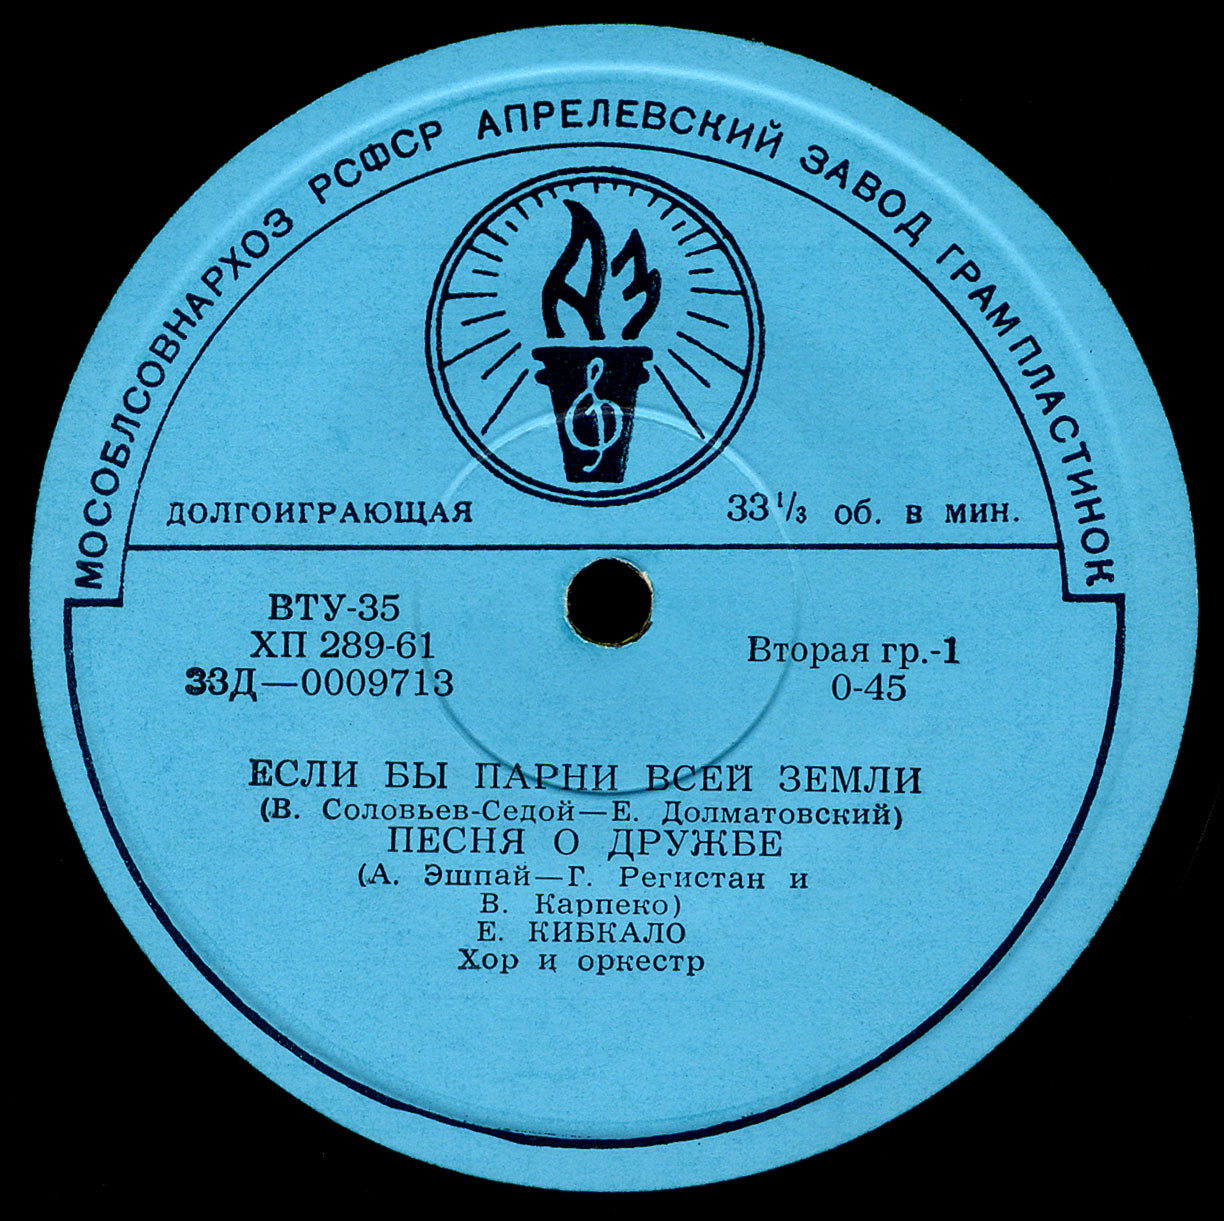 МОСОБЛСОВНАРХОЗ РСФСР АПРЕЛЕВСКИЙ ЗАВОД ГРАМПЛАСТИНОК
АЗ
ДОЛГОИГРАЮЩАЯ 33 1/3 об. в мин.
ВТУ-35
ХП 289-61
33Д—0009713
Вторая гр.-1
0-45
ЕСЛИ БЫ ПАРНИ ВСЕЙ ЗЕМЛИ
(В. Соловьев-Седой—Е. Долматовский)
ПЕСНЯ О ДРУЖБЕ
(А. Эшпай—Г. Регистан и
В. Карпеко)
Е. КИБКАЛО
Хор и оркестр